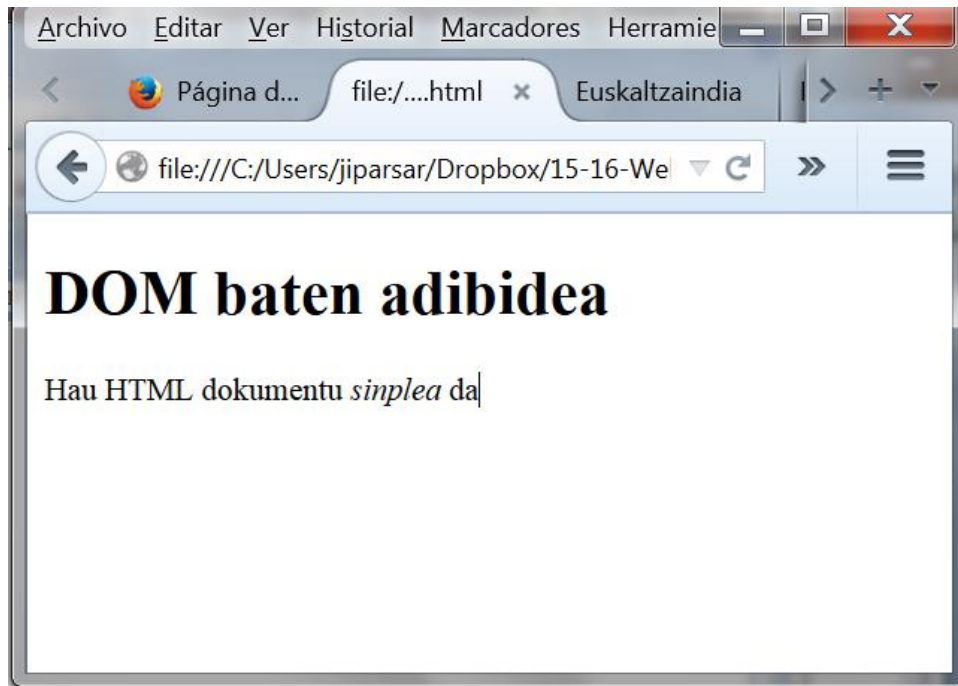 Archivo Editar Ver Historial Marcadores Herramie
Página d... file:/....html Euskaltzaindia
file:///C:/Users/jiparsar/Dropbox/15-16-We
DOM baten adibidea
Hau HTML dokumentu sinplea da